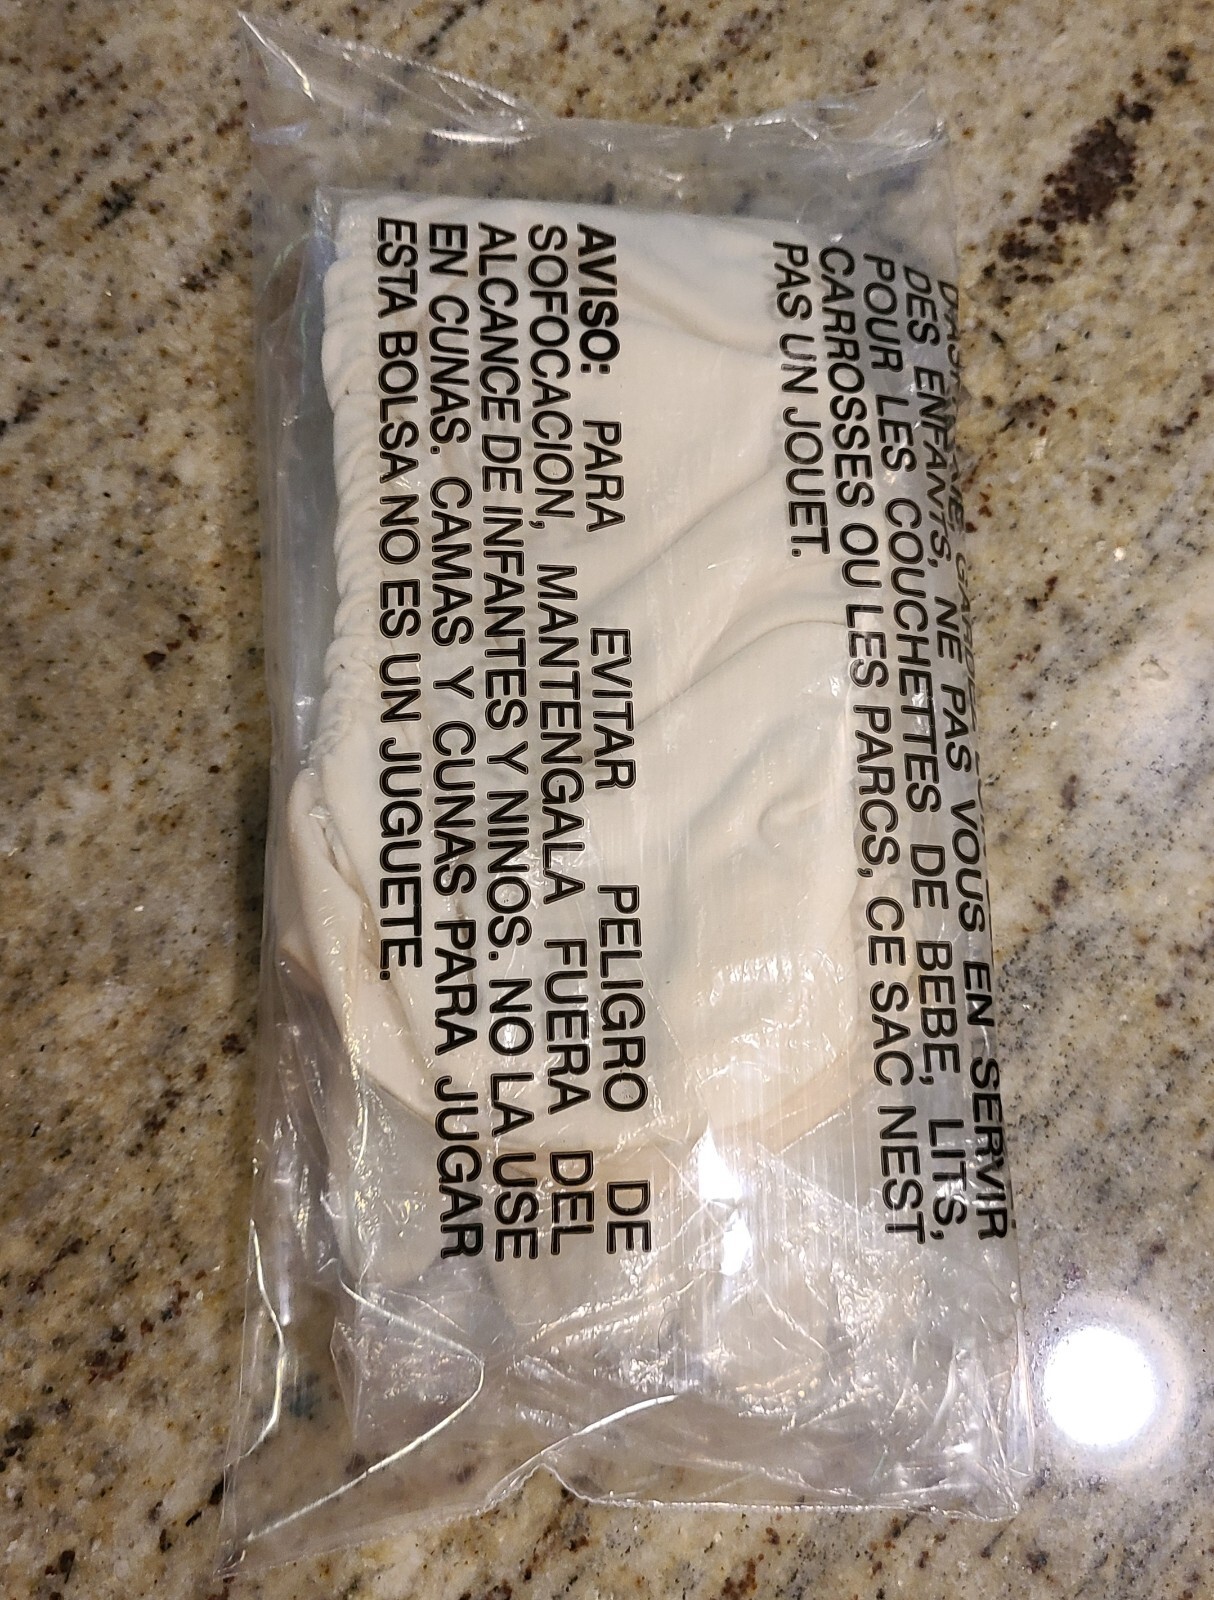 DES ENFANTS, NE PAS VOUS EN SERVIR
POUR LES COUCHETTES DE BEBE, LITS,
CARROSSES OU LES PARCS, CE SAC NEST
PAS UN JOUET.
AVISO: PARA EVITAR PELIGRO DE
SOFOCACION, MANTENGALA FUERA DEL
ALCANCE DE INFANTES Y NINOS. NO LA USE
EN CUNAS. CAMAS Y CUNAS PARA JUGAR
ESTA BOLSA NO ES UN JUGUETE.